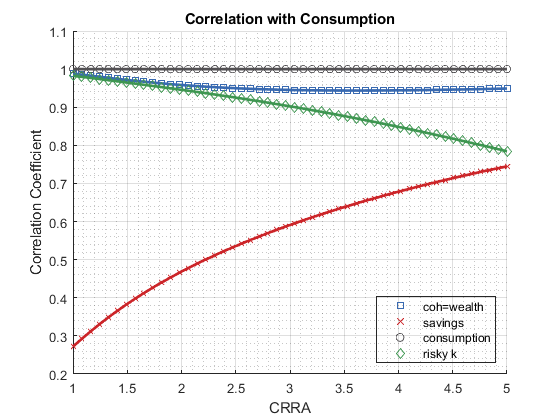 Correlation with Consumption
1.1
1
0.9
0.8
0.7
0.6
0.5
0.4
0.3
0.2
Correlation Coefficient
coh=wealth
savings
consumption
risky k
1 1.5 2 2.5 3 3.5 4 4.5 5
CRRA